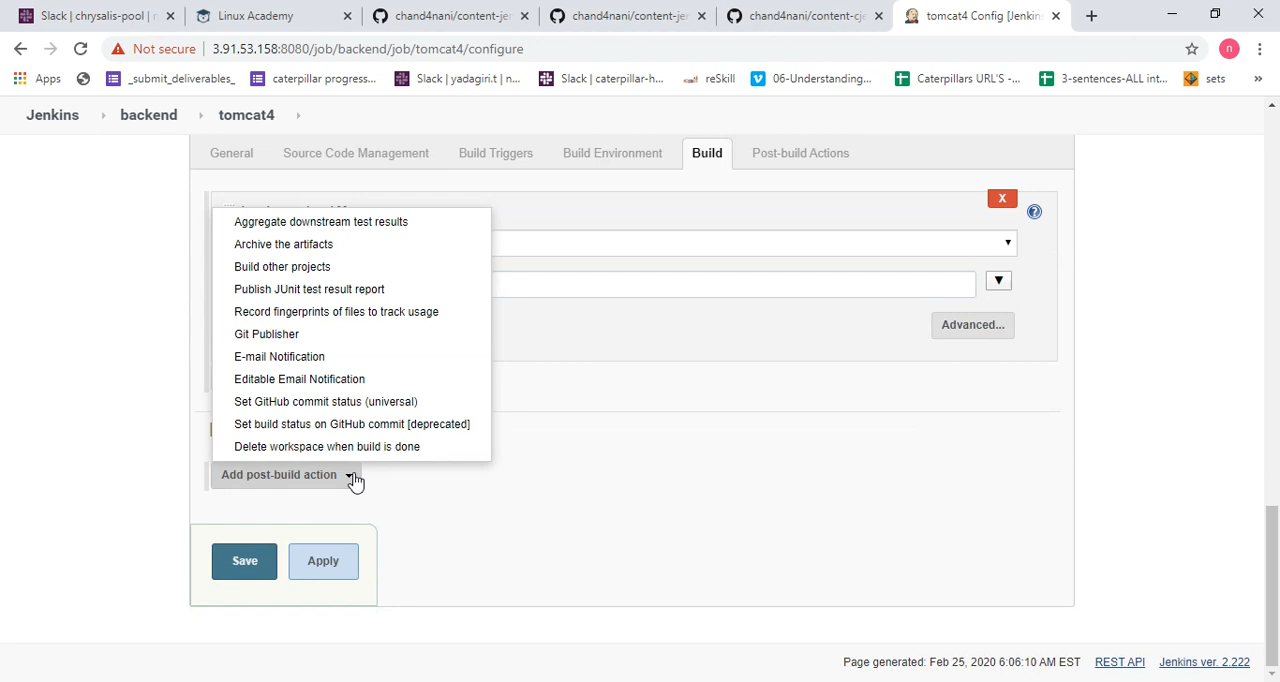 Slack | chrysalis-pool | n
Linux Academy
chand4nani/content-jer
chand4nani/content-jer
chand4nani/content-cje
tomcat4 Config [Jenkin
Not secure | 3.91.53.158:8080/job/backend/job/tomcat4/configure
n
Apps
_submit_deliverables_
caterpillar progress...
Slack | yadagiri.t | n...
Slack | caterpillar-h...
reSkill
06-Understanding...
Caterpillars URL'S -...
3-sentences-ALL int...
sets
»
Jenkins
backend
tomcat4
General
Source Code Management
Build Triggers
Build Environment
Build
Post-build Actions
X
Aggregate downstream test results
Archive the artifacts
Build other projects
Publish JUnit test result report
Record fingerprints of files to track usage
Git Publisher
E-mail Notification
Editable Email Notification
Set GitHub commit status (universal)
Set build status on GitHub commit [deprecated]
Delete workspace when build is done
Advanced...
Add post-build action
Save
Apply
Page generated: Feb 25, 2020 6:06:10 AM EST
REST API
Jenkins ver. 2.222